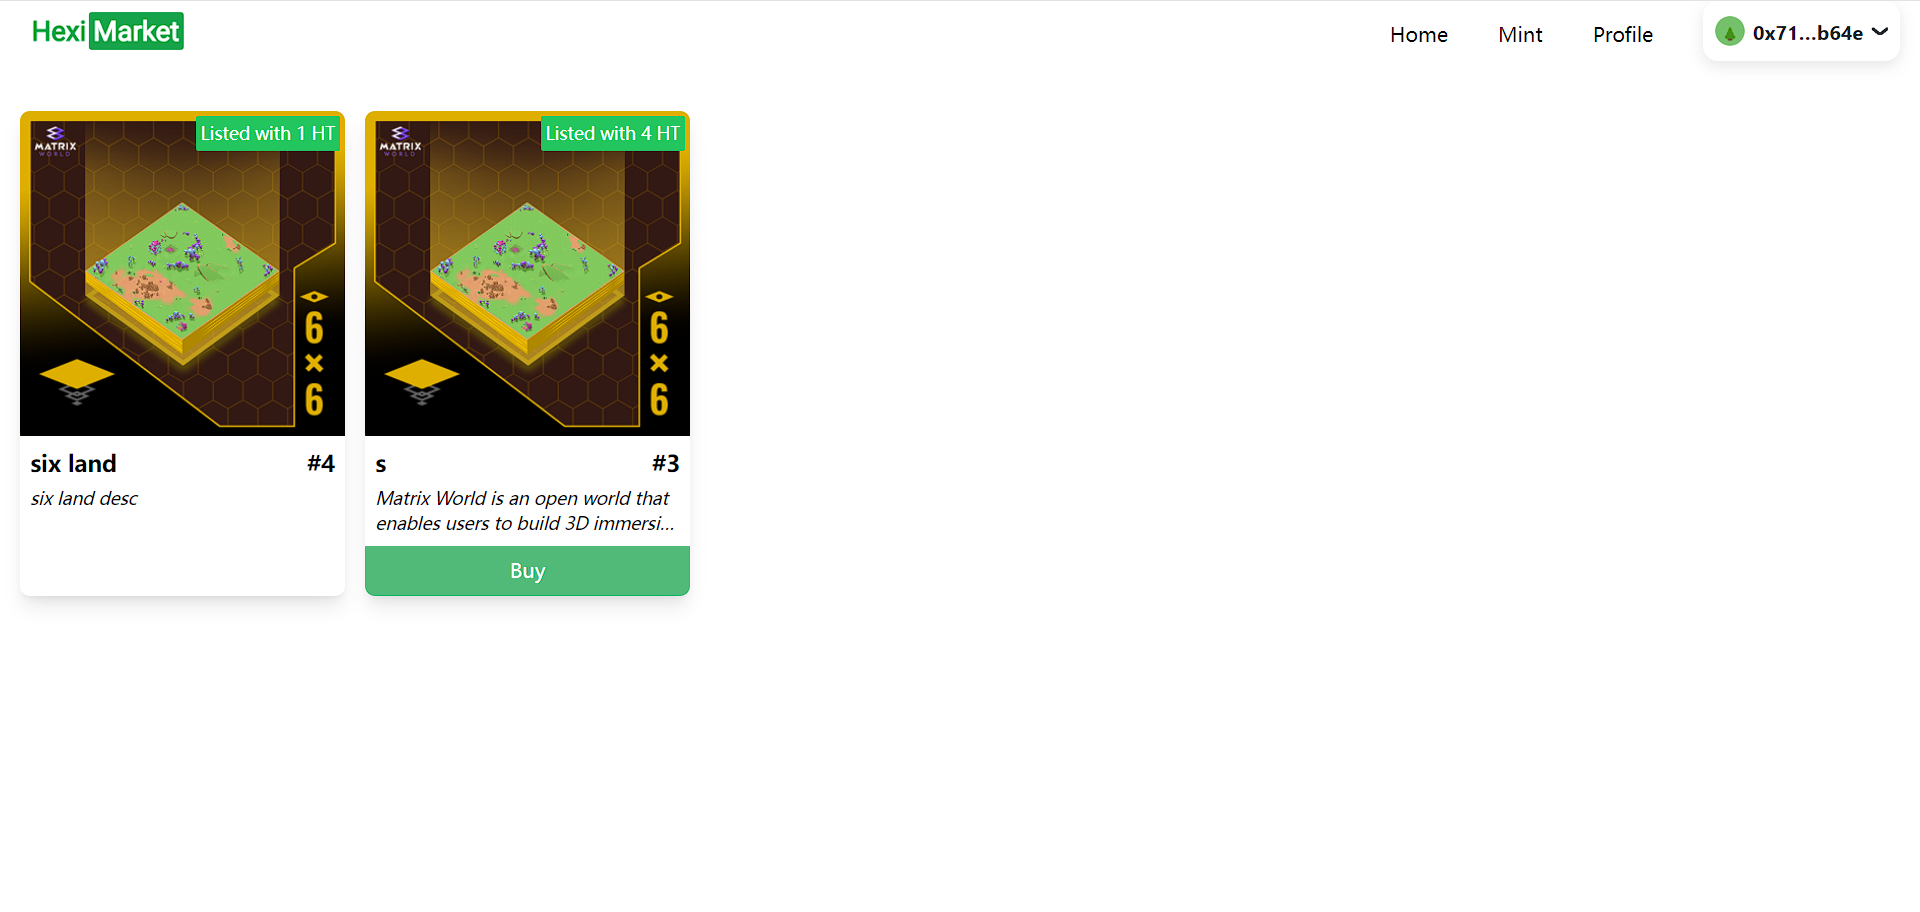 Hexi Market
Home
Mint
Profile
0x71...b64e
Listed with 1 HT
MATRIX
WORLD
6
×
6
six land
#4
six land desc
Listed with 4 HT
MATRIX
WORLD
6
×
6
s
#3
Matrix World is an open world that
enables users to build 3D immersi...
Buy